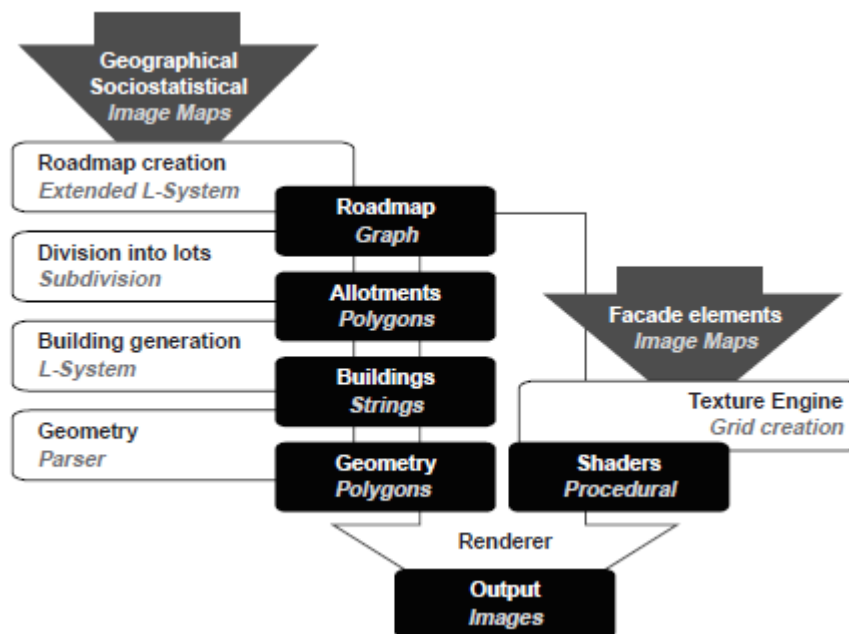 Geographical
Sociostatistical
Image Maps
Roadmap creation
Extended L-System
Roadmap
Graph
Division into lots
Subdivision
Allotments
Polygons
Facade elements
Image Maps
Building generation
L-System
Buildings
Strings
Texture Engine
Grid creation
Geometry
Parser
Geometry
Polygons
Shaders
Procedural
Renderer
Output
Images